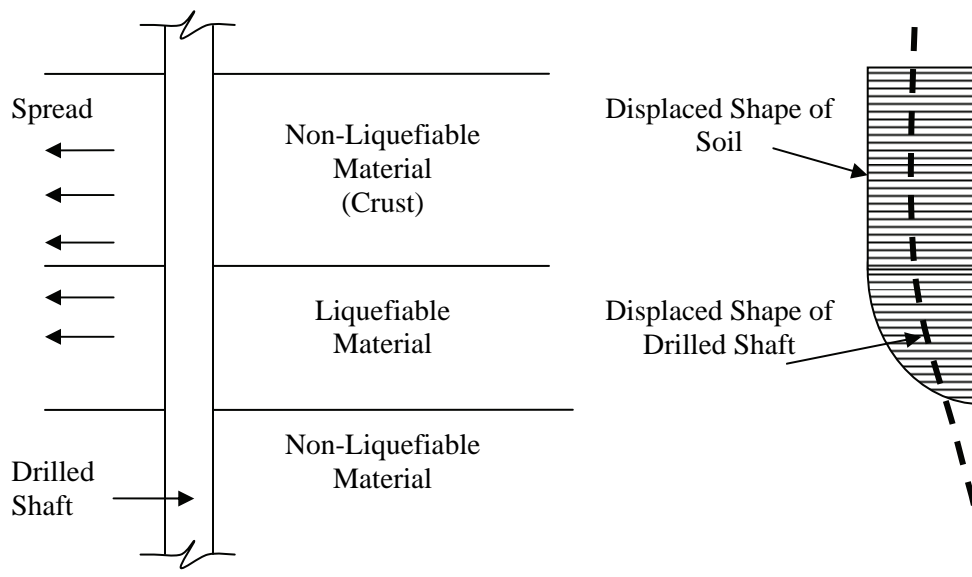 Spread
Non-Liquefiable
Material
(Crust)
Liquefiable
Material
Non-Liquefiable
Material
Drilled
Shaft
Displaced Shape of
Soil
Displaced Shape of
Drilled Shaft